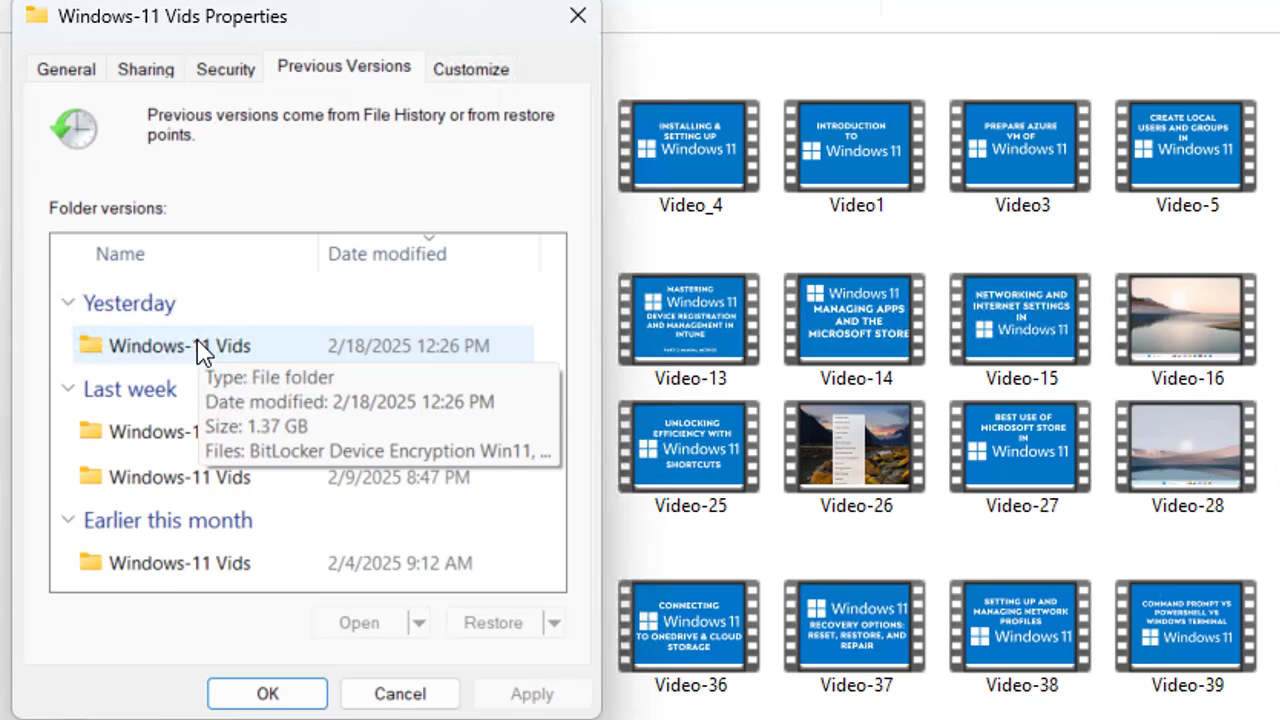 Windows-11 Vids Properties
General
Sharing
Security
Previous Versions
Customize
Previous versions come from File History or from restore
points.
Folder versions:
Name
Date modified
Yesterday
Windows-11 Vids
2/18/2025 12:26 PM
Type: File folder
Date modified: 2/18/2025 12:26 PM
Size: 1.37 GB
Files: BitLocker Device Encryption Win11, ...
Last week
Windows-1
Windows-11 Vids
2/9/2025 8:47 PM
Earlier this month
Windows-11 Vids
2/4/2025 9:12 AM
Open
Restore
OK
Cancel
Apply
INSTALLING &
SETTING UP
Windows 11
Video_4
INTRODUCTION
TO
Windows 11
Video1
PREPARE AZURE
VM OF
Windows 11
Video3
CREATE LOCAL
USERS AND GROUPS
IN
Windows 11
Video-5
MASTERING
Windows 11
DEVICE REGISTRATION
AND MANAGEMENT IN
INTUNE
Video-13
Windows 11
MANAGING APPS
AND THE
MICROSOFT STORE
Video-14
NETWORKING AND
INTERNET SETTINGS
IN
Windows 11
Video-15
Video-16
UNLOCKING
EFFICIENCY WITH
Windows 11
SHORTCUTS
Video-25
Video-26
BEST USE OF
MICROSOFT STORE
IN
Windows 11
Video-27
Video-28
CONNECTING
Windows 11
TO ONEDRIVE & CLOUD
STORAGE
Video-36
Windows 11
RECOVERY OPTIONS:
RESET, RESTORE, AND
REPAIR
Video-37
SETTING UP AND
MANAGING NETWORK
PROFILES
Windows 11
Video-38
COMMAND PROMPT VS
POWERSHELL VS
WINDOWS TERMINAL
Windows 11
Video-39